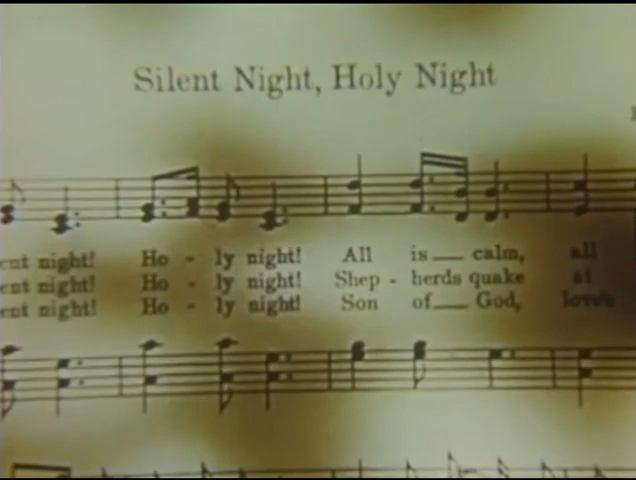 Silent Night, Holy Night
ent night! Ho - ly night! All is calm, all
ent night! Ho - ly night! Shep - herds quake at
ent night! Ho - ly night! Son of God, love's